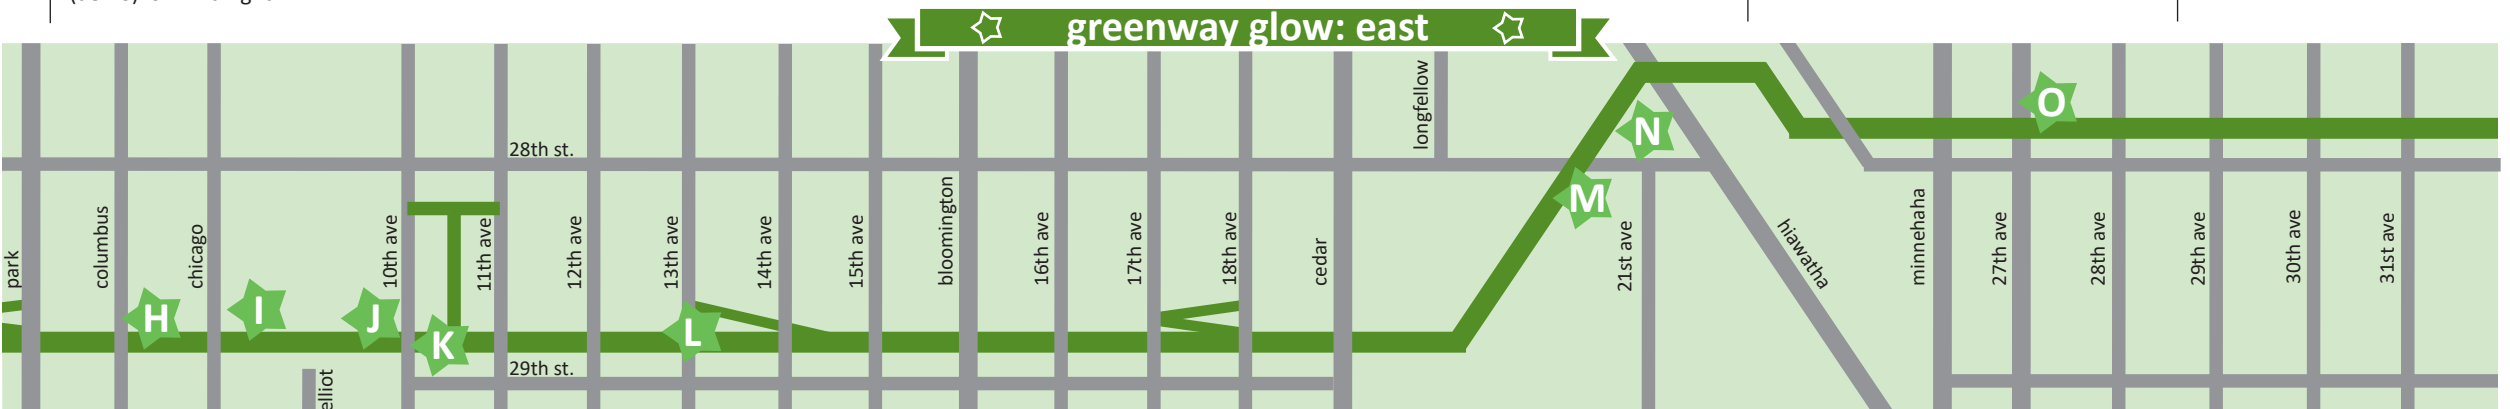 greenway glow: east
longfellow
O
N
28th st.
M
park
columbus
chicago
10th ave
11th ave
12th ave
13th ave
14th ave
15th ave
bloomington
16th ave
17th ave
18th ave
cedar
21st ave
hiawatha
minnehaha
27th ave
28th ave
29th ave
30th ave
31st ave
H
I
J
K
L
29th st.
elliot